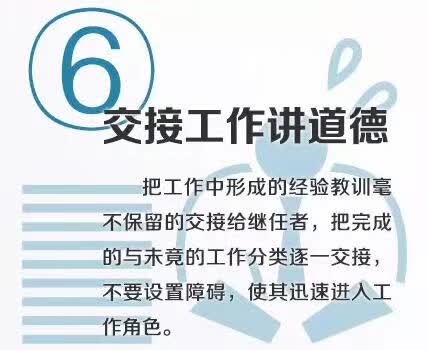 6
交接工作讲道德
把工作中形成的经验教训毫
不保留的交接给继任者，把完成
的与未竟的工作分类逐一交接，
不要设置障碍，使其迅速进入工
作角色。